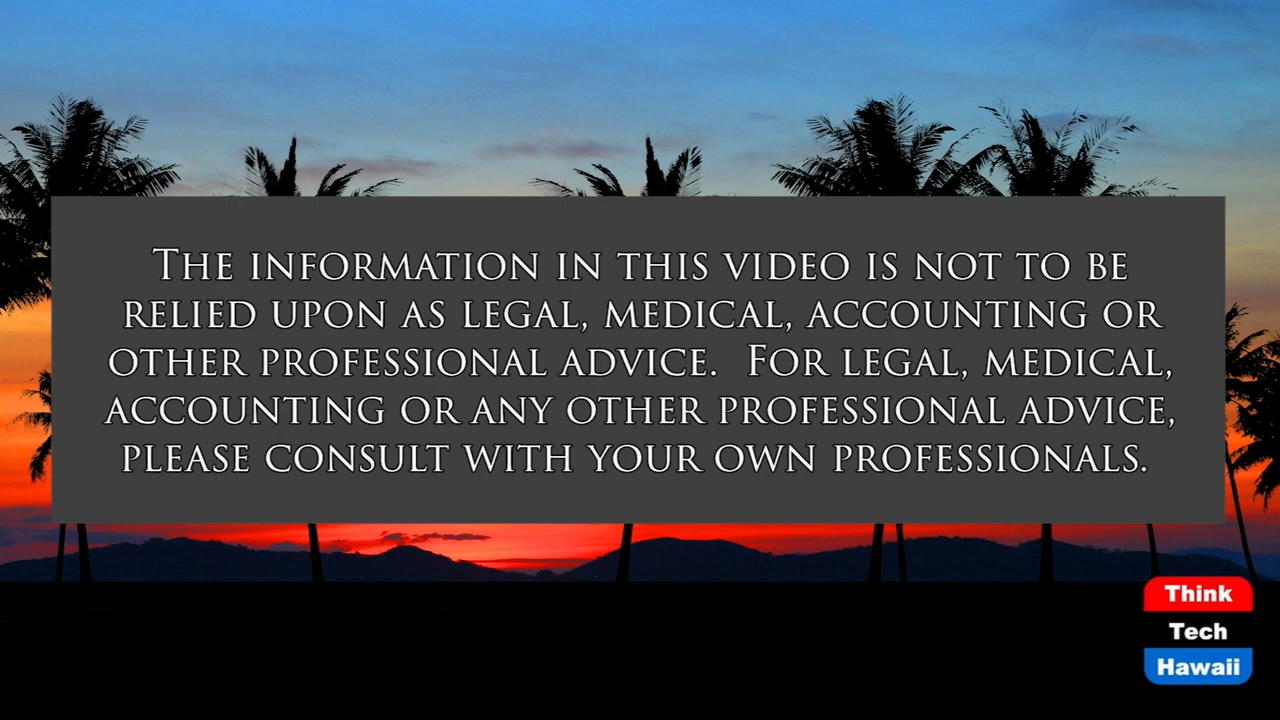 The information in this video is not to be
relied upon as legal, medical, accounting or
other professional advice. For legal, medical,
accounting or any other professional advice,
please consult with your own professionals.
Think
Tech
Hawaii